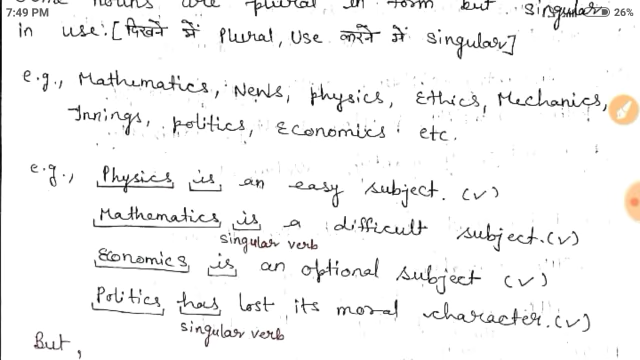 7:49 PM
26%
nouns are plural in form but singular
in use. [दिखने में Plural, Use करने में singular]
e.g., Mathematics, News, physics, Ethics, Mechanics,
Innings, politics, Economics etc.
e.g., Physics is an easy subject. (✓)
Mathematics is a difficult subject. (✓)
singular verb
Economics is an optional subject (✓)
Politics has lost its moral character. (✓)
singular verb
But,